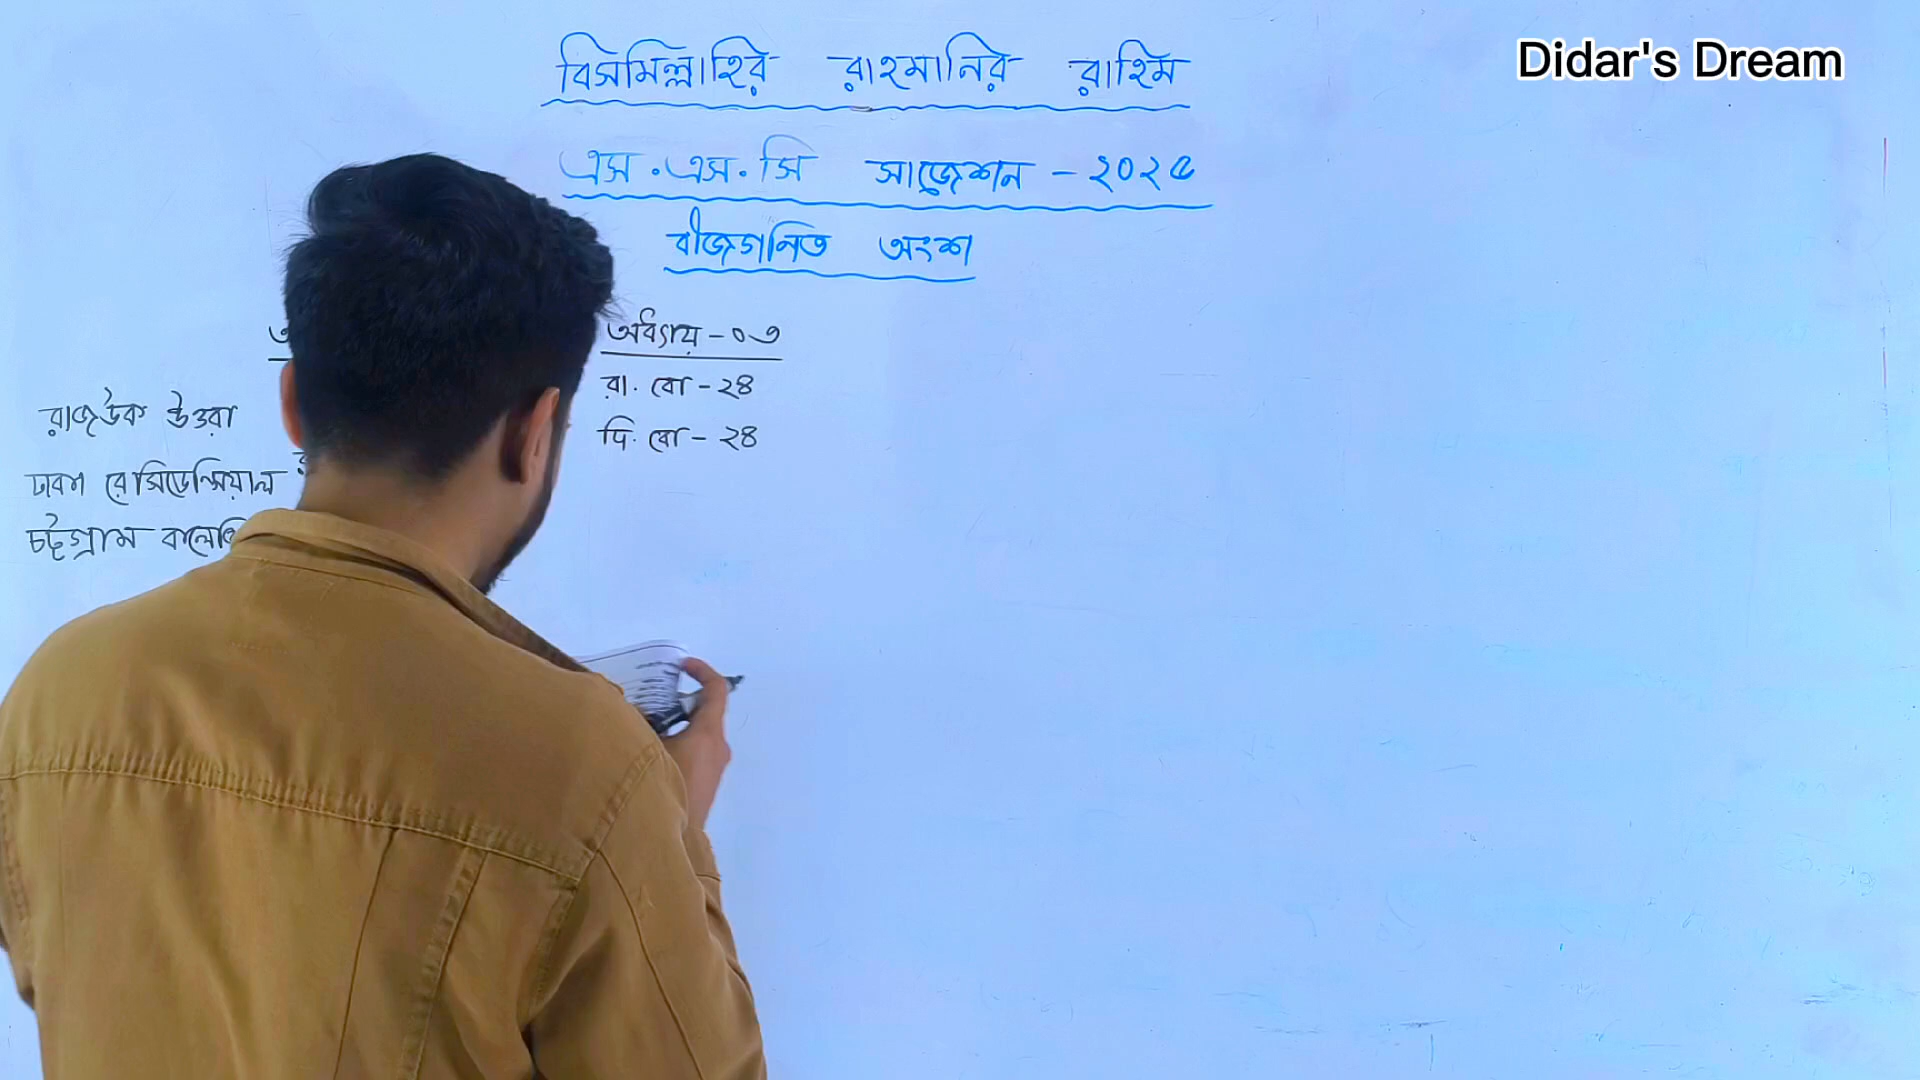 Didar's Dream
বিসমিল্লাহির রাহমানির রাহিম
এস.এস.সি সাজেশন - ২০২৫
বীজগনিত অংশ
অধ্যায় - ০৩
রা. বো - ২৪
দি. বো - ২৪
রাজউক উত্তরা
ঢাকা রেসিডেন্সিয়াল
চট্টগ্রাম